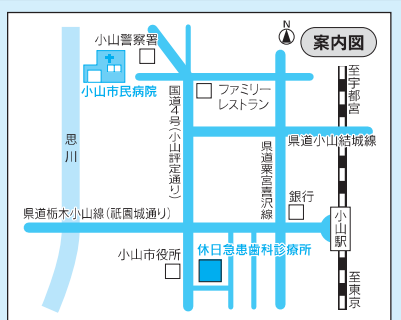 案内図
N
小山警察署
小山市民病院
ファミリー
レストラン
至宇都宮
国道4号(小山評定通り)
思川
県道小山結城線
県道粟宮喜沢線
銀行
県道栃木小山線(祇園城通り)
小山駅
小山市役所
休日急患歯科診療所
至東京